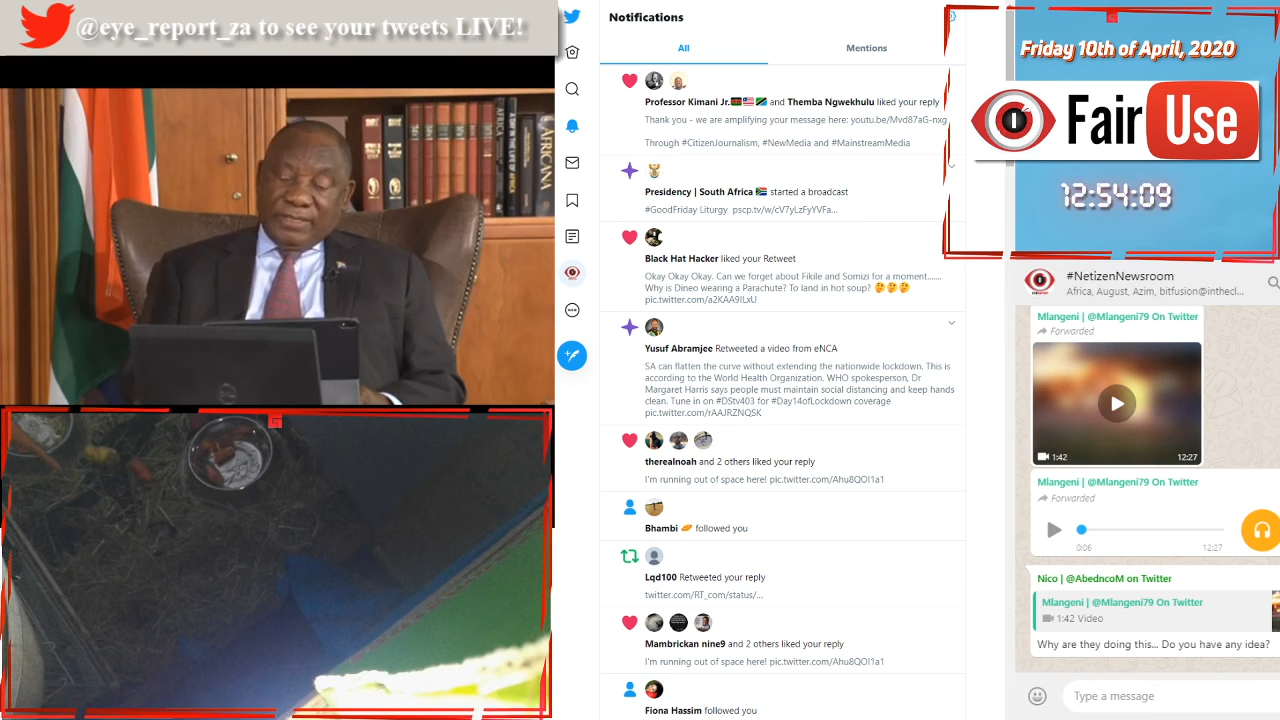 @eye_report_za to see your tweets LIVE!
AFRICANA
Notifications
All
Mentions
Professor Kimani Jr.🇰🇪🇱🇷🇹🇿 and Themba Ngwekhulu liked your reply
Thank you - we are amplifying your message here: youtu.be/Mvd87aG-nxg
Through #CitizenJournalism, #NewMedia and #MainstreamMedia
Presidency | South Africa 🇿🇦 started a broadcast
#GoodFriday Liturgy pscp.tv/w/cV7yLzFyYVFa...
Black Hat Hacker liked your Retweet
Okay Okay Okay. Can we forget about Fikile and Somizi for a moment.......
Why is Dineo wearing a Parachute? To land in hot soup? 🤔🤔🤔
pic.twitter.com/a2KAA9ILxU
Yusuf Abramjee Retweeted a video from eNCA
SA can flatten the curve without extending the nationwide lockdown. This is
according to the World Health Organization. WHO spokesperson, Dr
Margaret Harris says people must maintain social distancing and keep hands
clean. Tune in on #DStv403 for #Day14ofLockdown coverage
pic.twitter.com/rAAJRZNQSK
therealnoah and 2 others liked your reply
I'm running out of space here! pic.twitter.com/Ahu8QOI1a1
Bhambi 🥖 followed you
Lqd100 Retweeted your reply
twitter.com/RT_com/status/...
Mambrickan nine9 and 2 others liked your reply
I'm running out of space here! pic.twitter.com/Ahu8QOI1a1
Fiona Hassim followed you
Friday 10th of April, 2020
Fair Use
12:54:09
#NetizenNewsroom
Africa, August, Azim, bitfusion@inthecl...
Mlangeni | @Mlangeni79 On Twitter
Forwarded
1:42
12:27
Mlangeni | @Mlangeni79 On Twitter
Forwarded
0:06
12:27
Nico | @AbedncoM on Twitter
Mlangeni | @Mlangeni79 On Twitter
1:42 Video
Why are they doing this... Do you have any idea?
Type a message